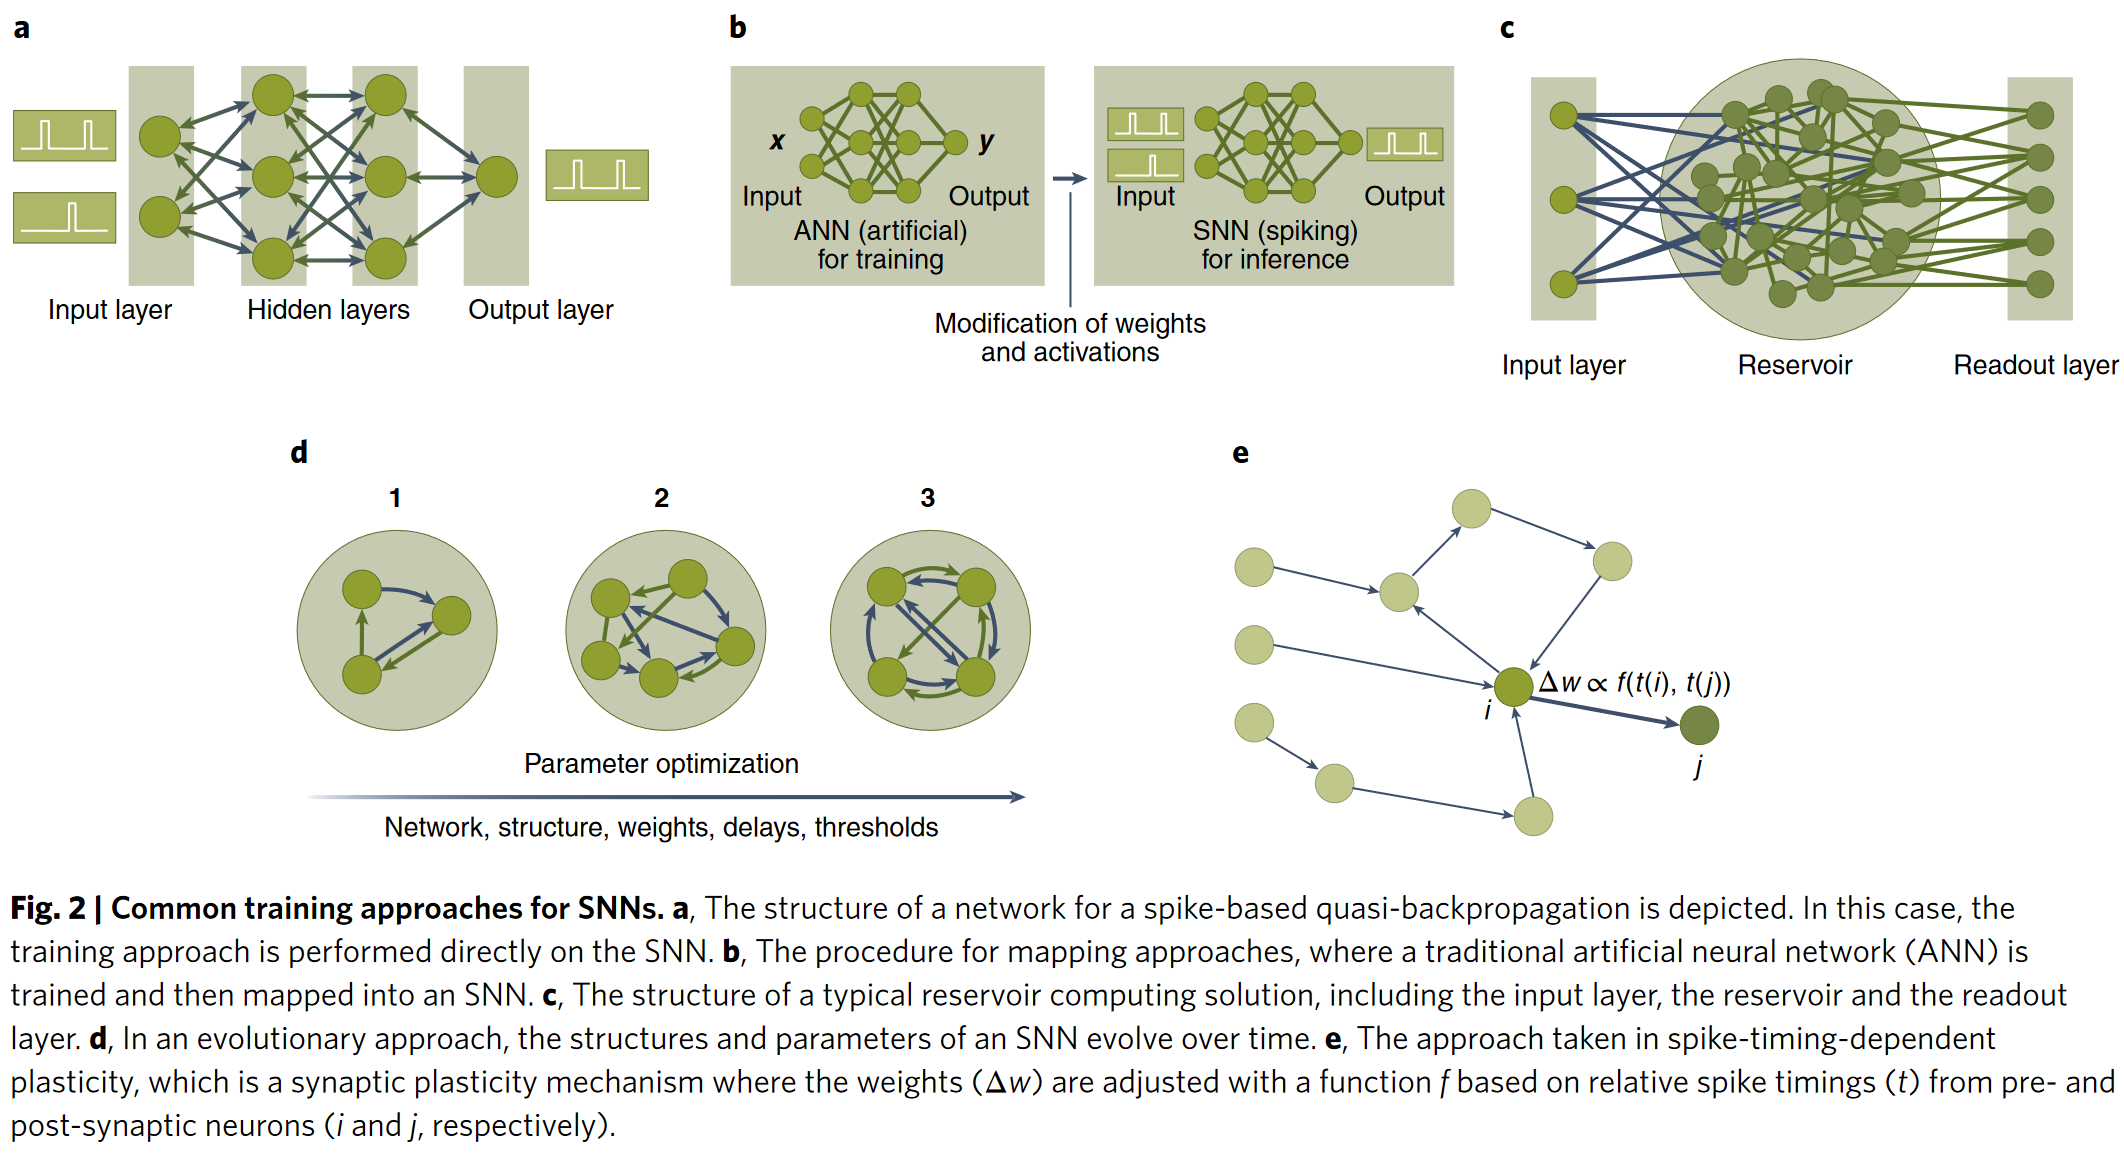 a
Input layer
Hidden layers
Output layer
b
x
y
Input
Output
ANN (artificial)
for training
Modification of weights
and activations
Input
Output
SNN (spiking)
for inference
c
Input layer
Reservoir
Readout layer
d
1
2
3
Parameter optimization
Network, structure, weights, delays, thresholds
e
Δw ∝ f(t(i), t(j))
i
j
Fig. 2 | Common training approaches for SNNs. a, The structure of a network for a spike-based quasi-backpropagation is depicted. In this case, the
training approach is performed directly on the SNN. b, The procedure for mapping approaches, where a traditional artificial neural network (ANN) is
trained and then mapped into an SNN. c, The structure of a typical reservoir computing solution, including the input layer, the reservoir and the readout
layer. d, In an evolutionary approach, the structures and parameters of an SNN evolve over time. e, The approach taken in spike-timing-dependent
plasticity, which is a synaptic plasticity mechanism where the weights (Δw) are adjusted with a function f based on relative spike timings (t) from pre- and
post-synaptic neurons (i and j, respectively).